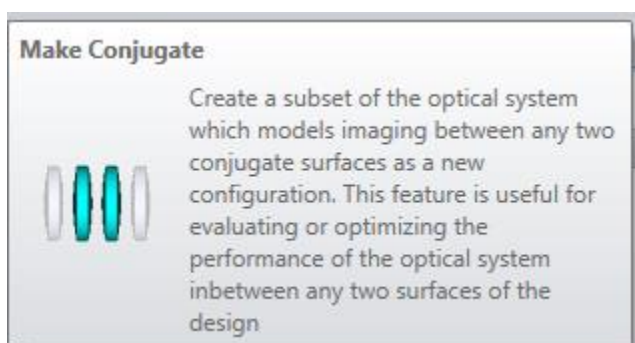 Make Conjugate
Create a subset of the optical system
which models imaging between any two
conjugate surfaces as a new
configuration. This feature is useful for
evaluating or optimizing the
performance of the optical system
inbetween any two surfaces of the
design